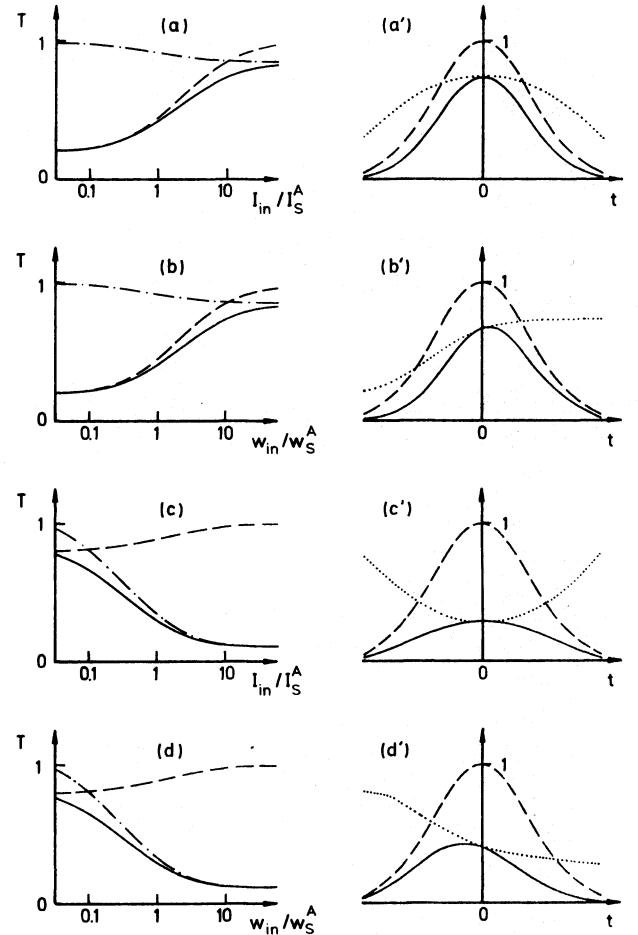 T (a) (a')
1 1
0 0.1 1 10 I_in/I_S^A 0 t
T (b) (b')
1 1
0 0.1 1 10 w_in/w_S^A 0 t
T (c) (c')
1 1
0 0.1 1 10 I_in/I_S^A 0 t
T (d) (d')
1 1
0 0.1 1 10 w_in/w_S^A 0 t